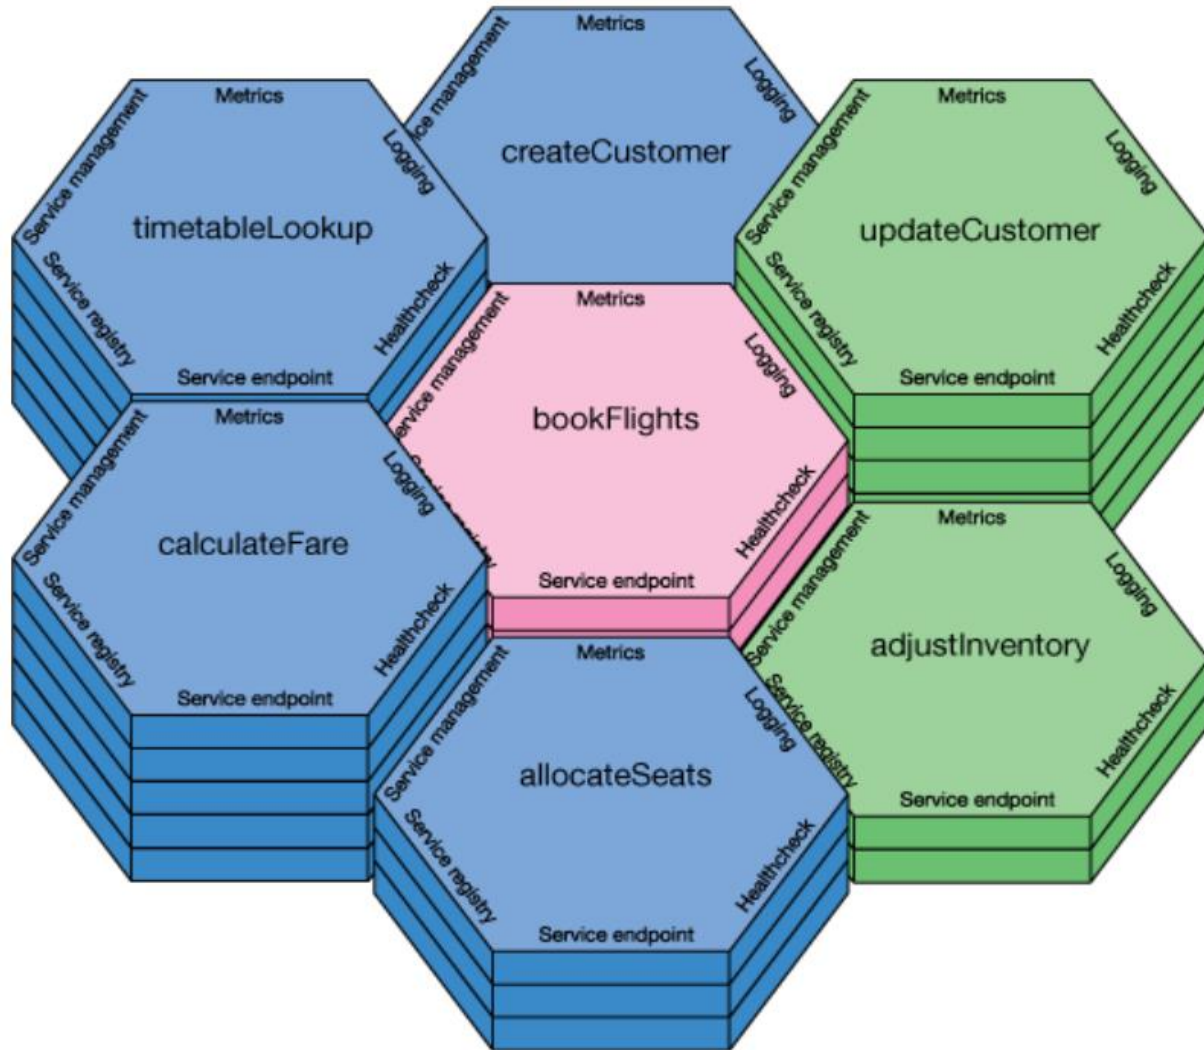 Metrics
ice management
Logging
createCustomer
Metrics
Service management
Logging
timetableLookup
Service registry
Healthcheck
Service endpoint
Metrics
Service management
Logging
updateCustomer
Service registry
Healthcheck
Service endpoint
Metrics
ervice management
Logging
bookFlights
Healthcheck
Service endpoint
Metrics
Service management
Logging
calculateFare
Service registry
Healthcheck
Service endpoint
Metrics
Service management
Logging
adjustInventory
Service registry
Healthcheck
Service endpoint
Metrics
Service management
Logging
allocateSeats
Service registry
Healthcheck
Service endpoint